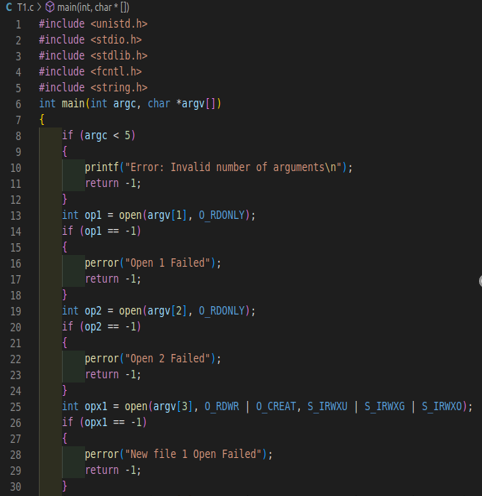 C T1.c > main(int, char * [])
1 #include <unistd.h>
2 #include <stdio.h>
3 #include <stdlib.h>
4 #include <fcntl.h>
5 #include <string.h>
6 int main(int argc, char *argv[])
7 {
8 if (argc < 5)
9 {
10 printf("Error: Invalid number of arguments\n");
11 return -1;
12 }
13 int op1 = open(argv[1], O_RDONLY);
14 if (op1 == -1)
15 {
16 perror("Open 1 Failed");
17 return -1;
18 }
19 int op2 = open(argv[2], O_RDONLY);
20 if (op2 == -1)
21 {
22 perror("Open 2 Failed");
23 return -1;
24 }
25 int opx1 = open(argv[3], O_RDWR | O_CREAT, S_IRWXU | S_IRWXG | S_IRWXO);
26 if (opx1 == -1)
27 {
28 perror("New file 1 Open Failed");
29 return -1;
30 }